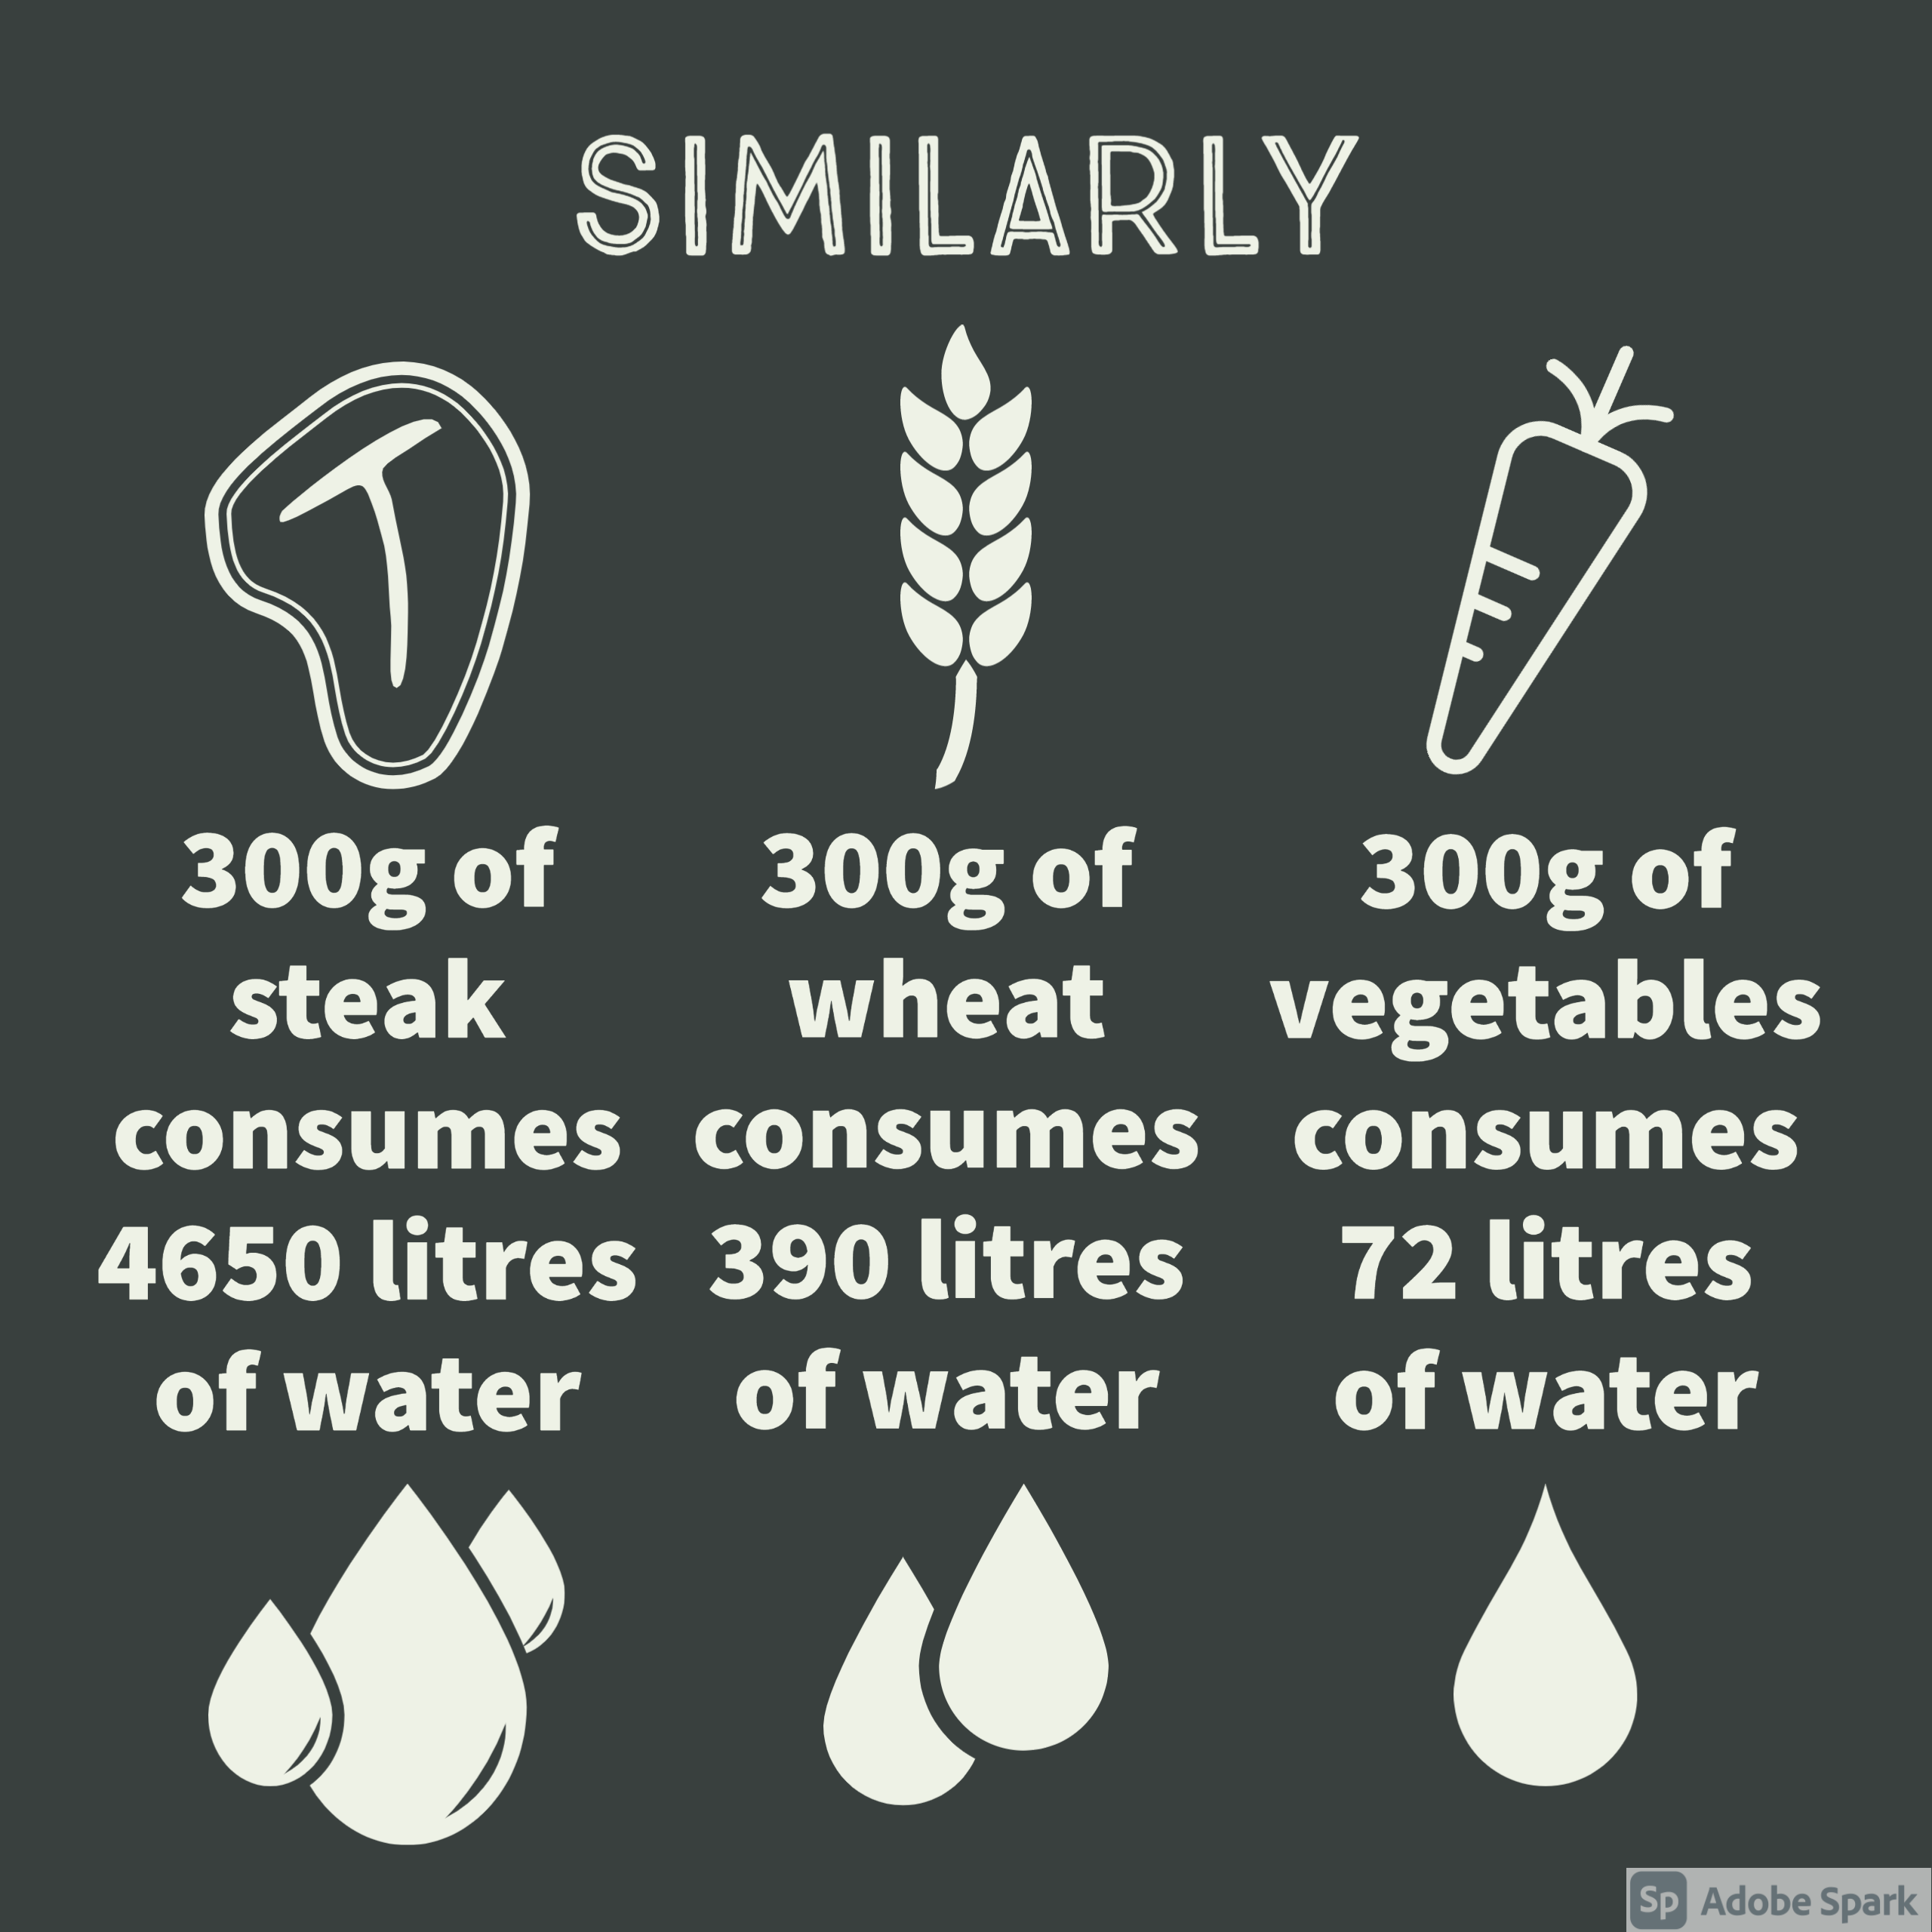 SIMILARLY
300g of
steak
consumes
4650 litres
of water
300g of
wheat
consumes
390 litres
of water
300g of
vegetables
consumes
72 litres
of water
Sp Adobe Spark